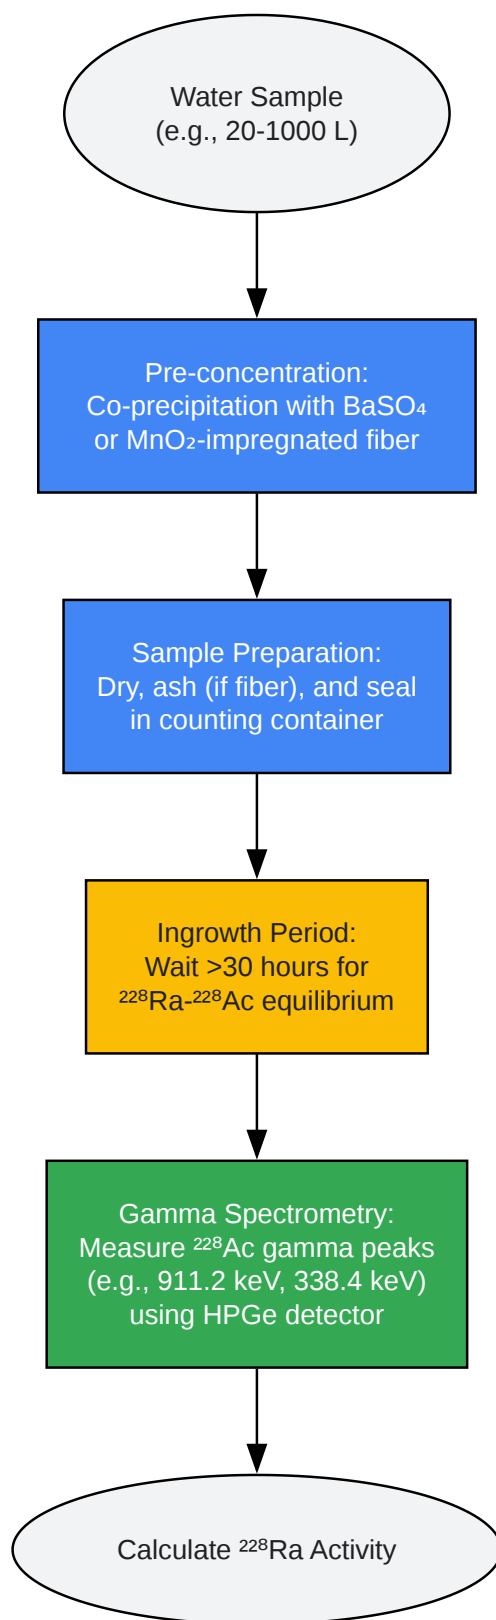 Water Sample
(e.g., 20-1000 L)
Pre-concentration:
Co-precipitation with BaSO₄
or MnO₂-impregnated fiber
Sample Preparation:
Dry, ash (if fiber), and seal
in counting container
Ingrowth Period:
Wait >30 hours for
²²⁸Ra-²²⁸Ac equilibrium
Gamma Spectrometry:
Measure ²²⁸Ac gamma peaks
(e.g., 911.2 keV, 338.4 keV)
using HPGe detector
Calculate ²²⁸Ra Activity